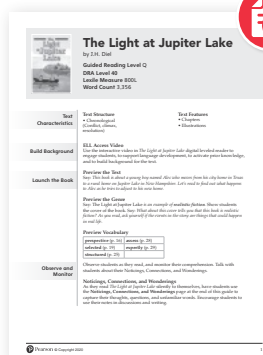 The Light at Jupiter Lake
by J.H. Diel
Guided Reading Level Q
DRA Level 40
Lexile Measure 800L
Word Count 3,356
Text Characteristics
Text Structure
• Chronological
(Conflict, climax,
resolution)
Text Features
• Chapters
• Illustrations
Build Background
ELL Access Video
Use the interactive video in The Light at Jupiter Lake digital leveled reader to
engage students, to support language development, to activate prior knowledge,
and to build background for the text.
Launch the Book
Preview the Text
Say: This book is about a young boy named Alex who moves from his city home in Texas
to a rural home on Jupiter Lake in New Hampshire. Let's read to find out what happens
to Alex as he tries to adjust to his new home.
Preview the Genre
Say: The Light at Jupiter Lake is an example of realistic fiction. Show students
the cover of the book. Say: What about this cover tells you that this book is realistic
fiction? As you read, ask yourself if the events in the story are things that could happen
in real life.
Preview Vocabulary
perspective (p. 16) assess (p. 28)
selected (p. 19) expertly (p. 29)
structured (p. 25)
Observe and Monitor
Observe students as they read, and monitor their comprehension. Talk with
students about their Noticings, Connections, and Wonderings.
Noticings, Connections, and Wonderings
As they read The Light at Jupiter Lake silently to themselves, have students use
the Noticings, Connections, and Wonderings page at the end of this guide to
capture their thoughts, questions, and unfamiliar words. Encourage students to
use their notes in discussions and writing.
Pearson © Copyright 2020
1